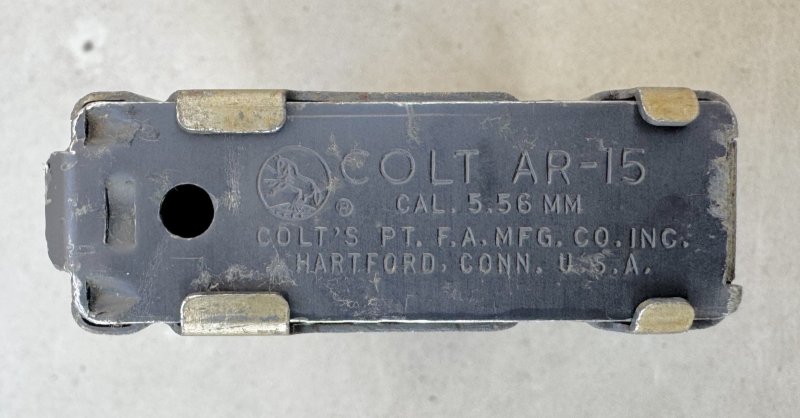 COLT AR-15
®
CAL. 5.56 MM
COLT'S PT. F.A. MFG. CO. INC.
HARTFORD, CONN. U.S.A.